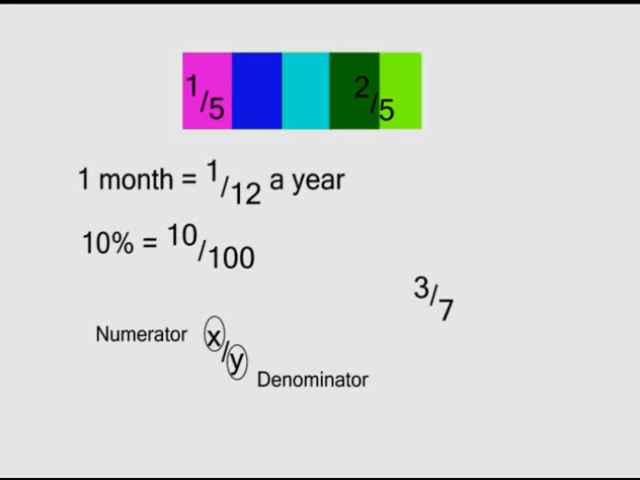 1/5 2/5
1 month = 1/12 a year
10% = 10/100
3/7
Numerator x/y Denominator